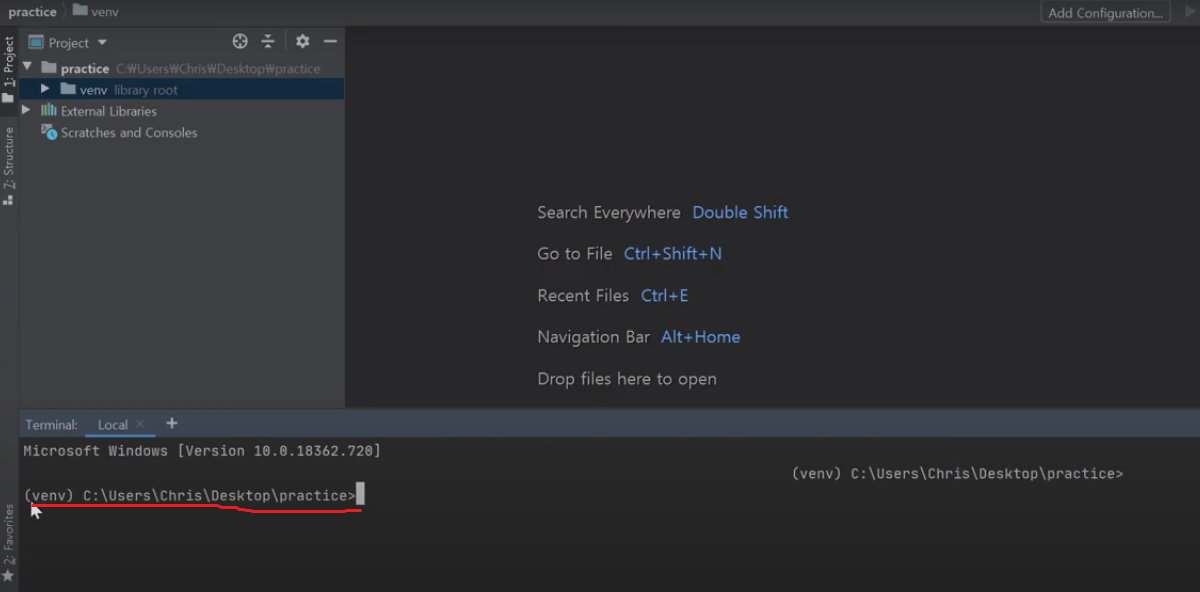 practice venv
Add Configuration...
1: Project
Project
practice C:₩Users₩Chris₩Desktop₩practice
venv library root
External Libraries
Scratches and Consoles
Z: Structure
Search Everywhere Double Shift
Go to File Ctrl+Shift+N
Recent Files Ctrl+E
Navigation Bar Alt+Home
Drop files here to open
Terminal: Local
Microsoft Windows [Version 10.0.18362.720]
(venv) C:\Users\Chris\Desktop\practice>
(venv) C:\Users\Chris\Desktop\practice>
2: Favorites